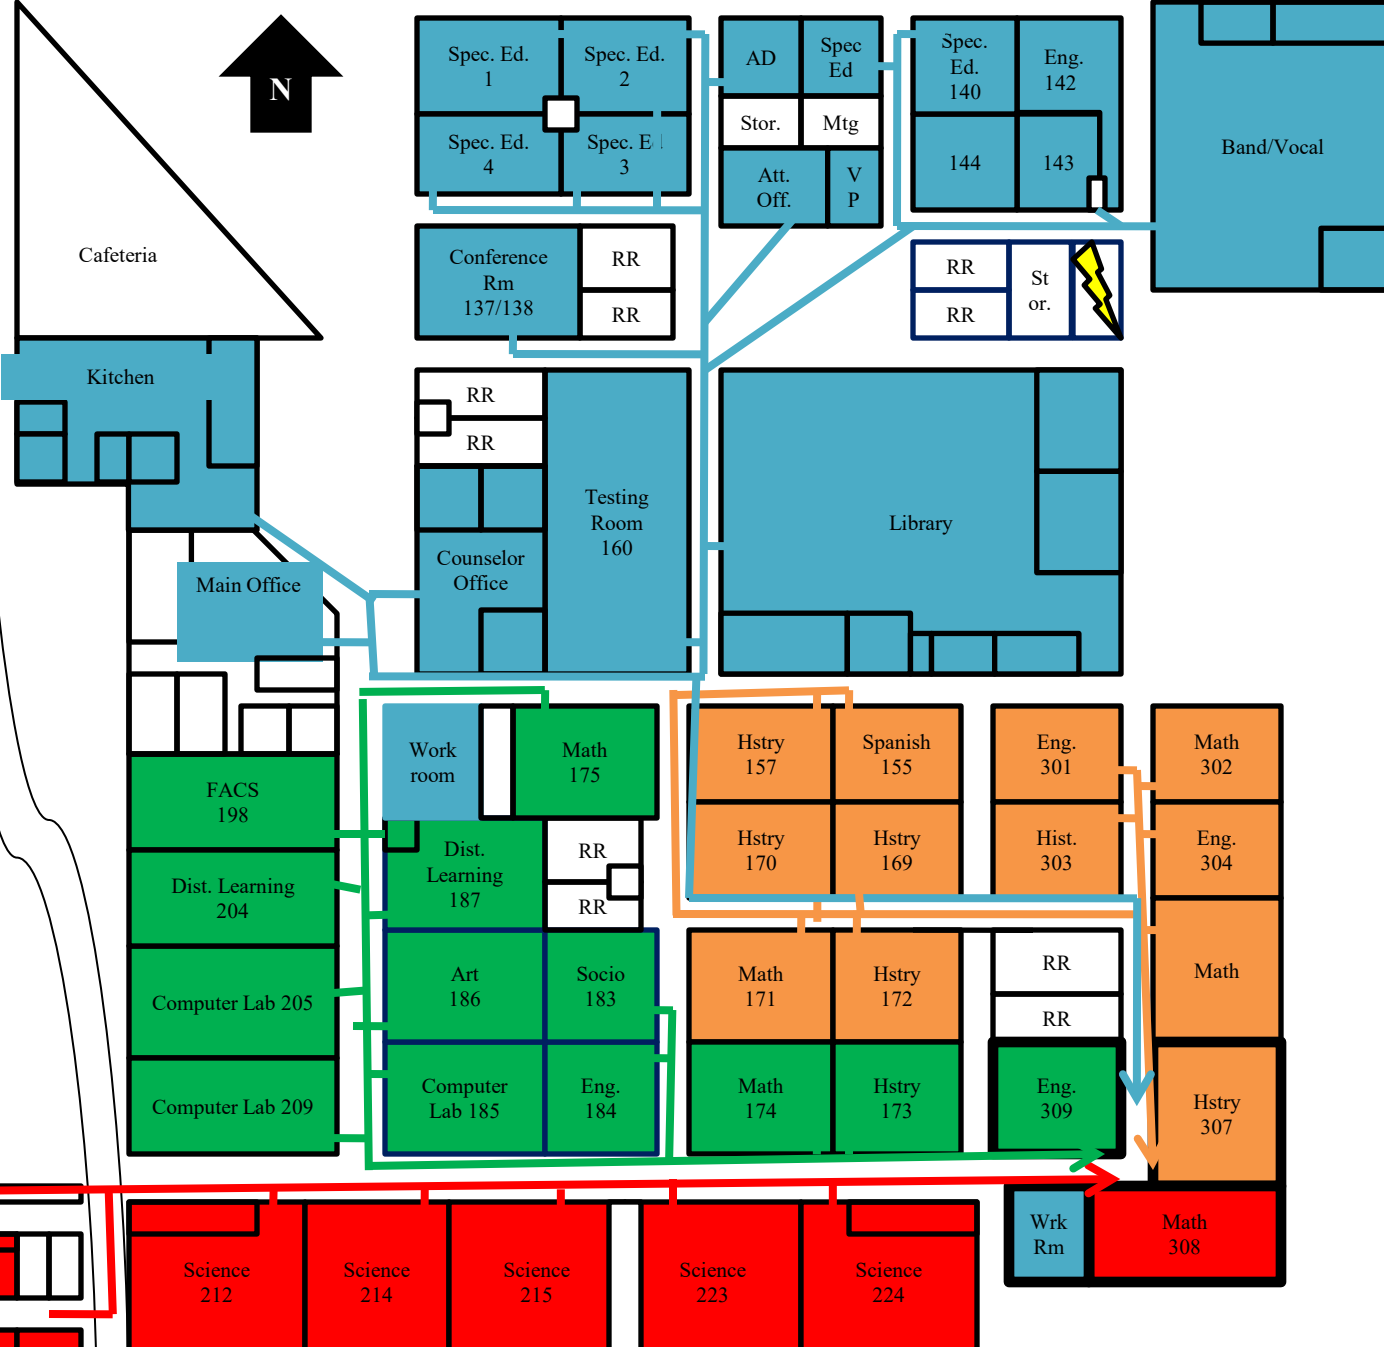 N
Spec. Ed.
1
Spec. Ed.
2
Spec. Ed.
4
Spec. E
3
AD
Spec
Ed
Stor.
Mtg
Att.
Off.
V
P
Spec.
Ed.
140
Eng.
142
144
143
Band/Vocal
Cafeteria
Conference
Rm
137/138
RR
RR
RR
RR
St
or.
Kitchen
RR
RR
Testing
Room
160
Counselor
Office
Library
Main Office
Work
room
Math
175
Hstry
157
Spanish
155
Eng.
301
Math
302
FACS
198
Dist.
Learning
187
RR
RR
Hstry
170
Hstry
169
Hist.
303
Eng.
304
Dist. Learning
204
Art
186
Socio
183
Math
171
Hstry
172
RR
RR
Math
Computer Lab 205
Computer
Lab 185
Eng.
184
Math
174
Hstry
173
Eng.
309
Hstry
307
Computer Lab 209
Wrk
Rm
Math
308
Science
212
Science
214
Science
215
Science
223
Science
224